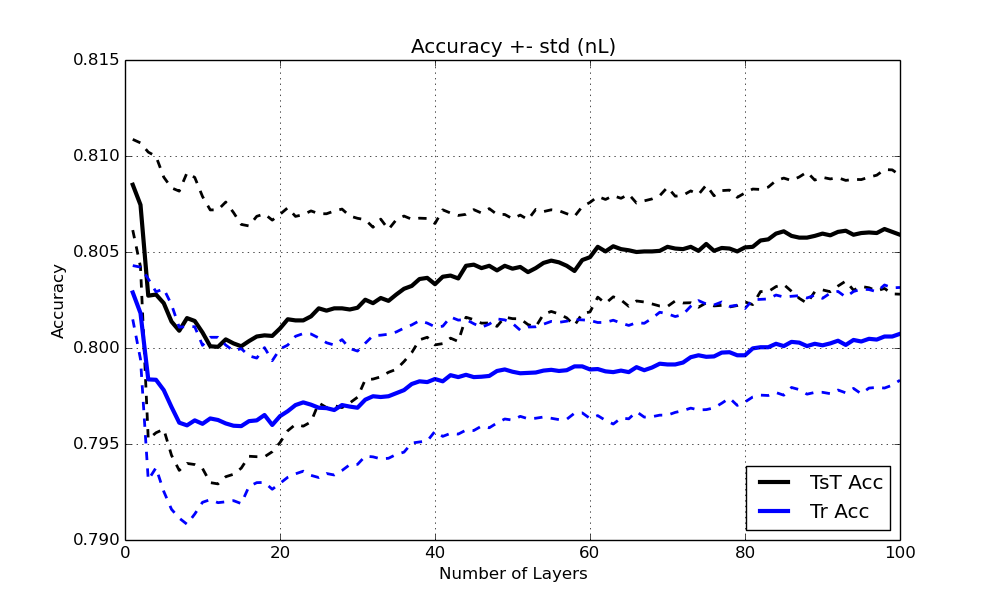 Accuracy +- std (nL)
0.815
0.810
0.805
0.800
0.795
0.790
Accuracy
0 20 40 60 80 100
Number of Layers
TsT Acc
Tr Acc